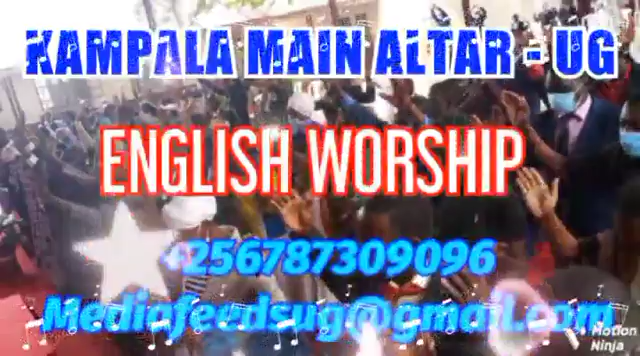 KAMPALA MAIN ALTAR - UG
ENGLISH WORSHIP
+256787309096
Mediafeedsug@gmail.com
Motion
Ninja